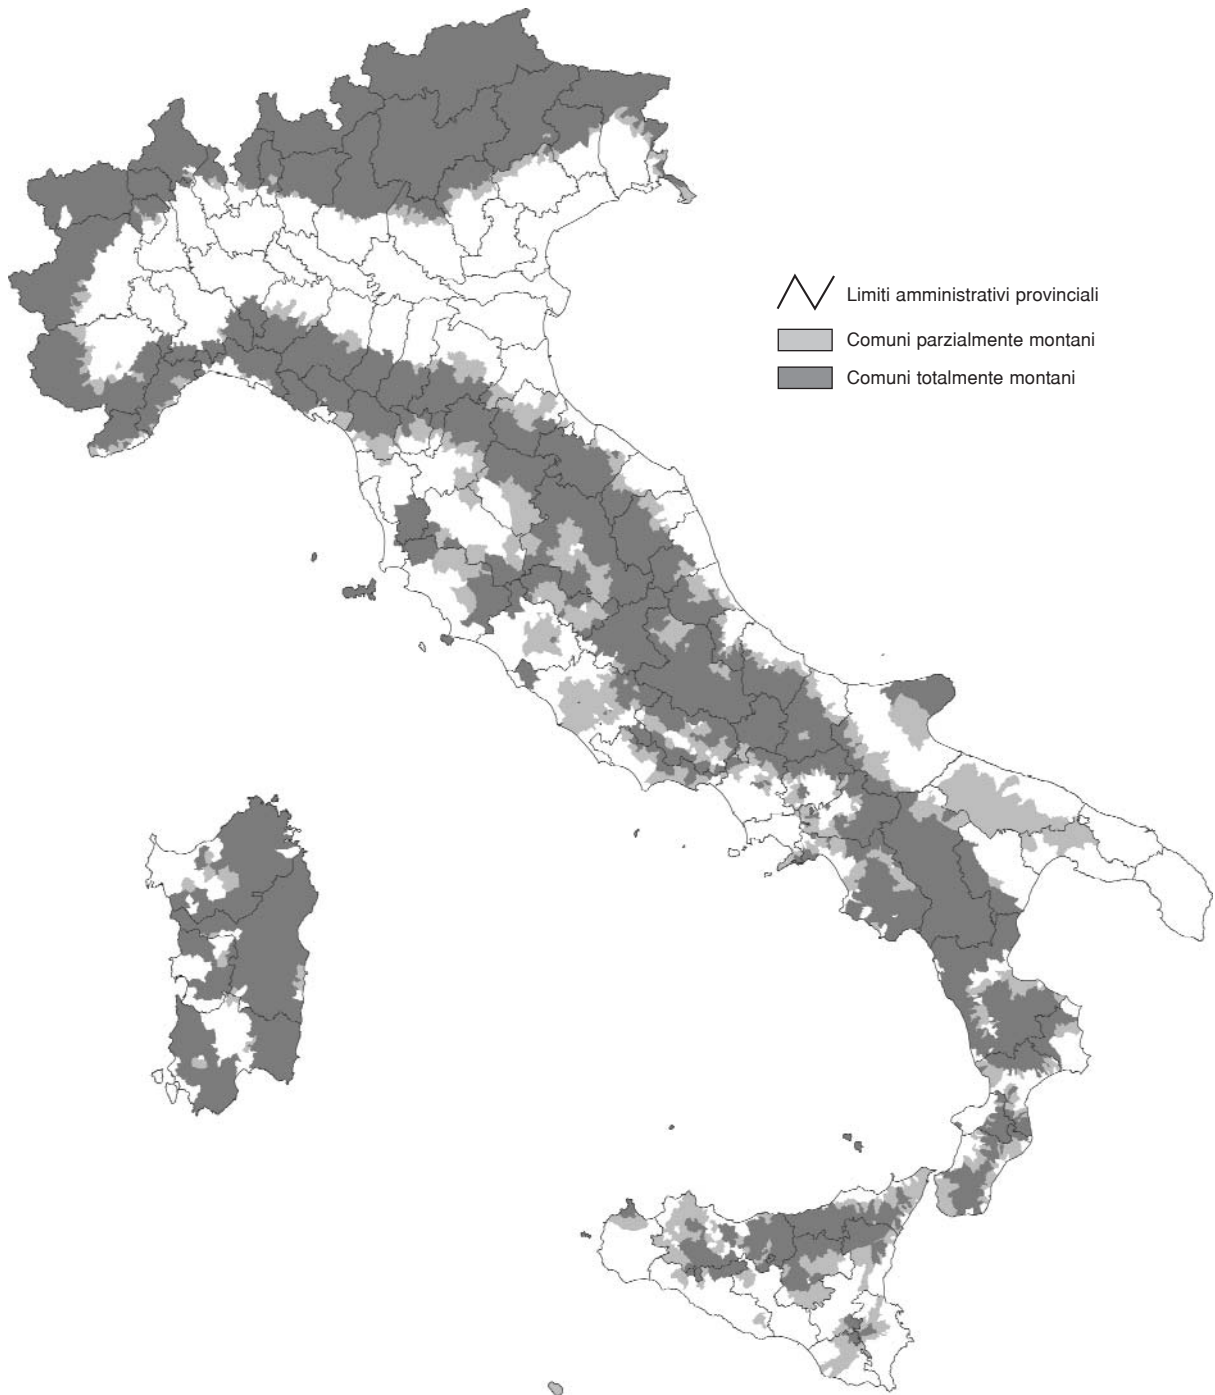 Limiti amministrativi provinciali
Comuni parzialmente montani
Comuni totalmente montani